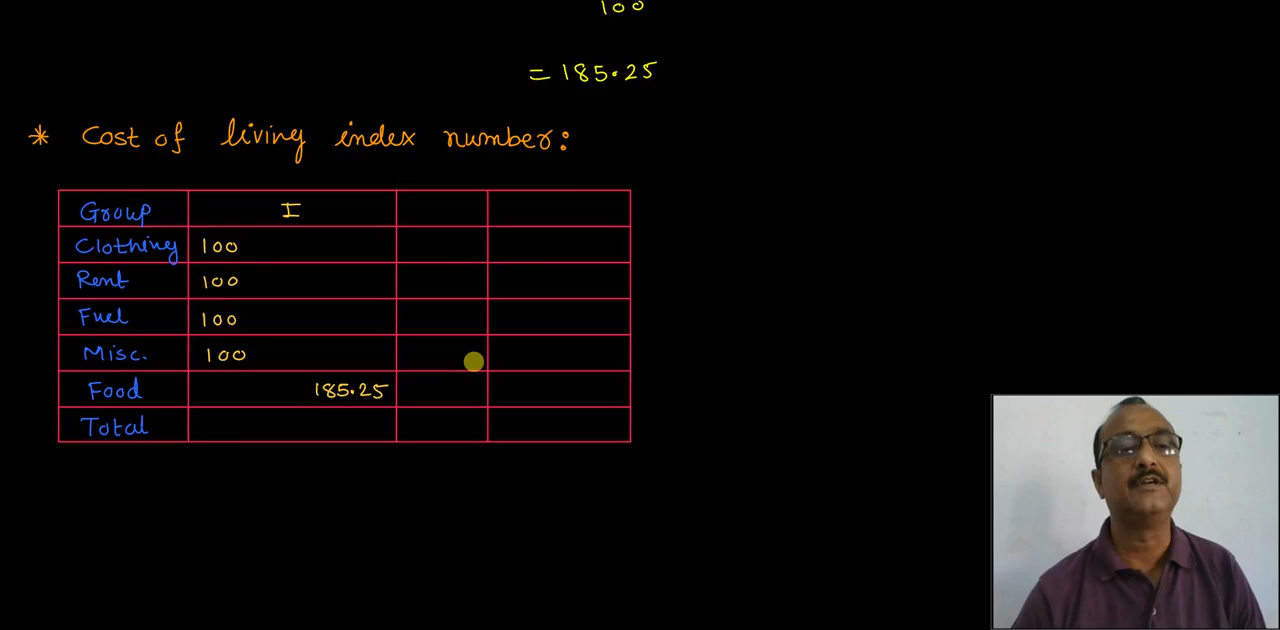 100
= 185.25
* Cost of living index number:
Group I
Clothing 100
Rent 100
Fuel 100
Misc. 100
Food 185.25
Total